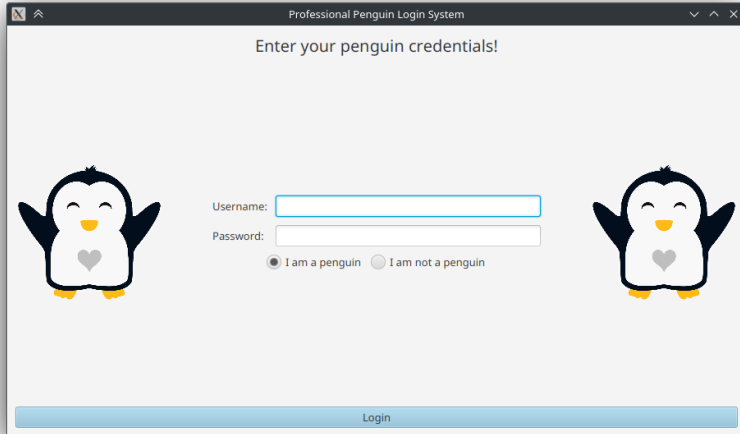 Professional Penguin Login System
Enter your penguin credentials!
Username:
Password:
I am a penguin I am not a penguin
Login